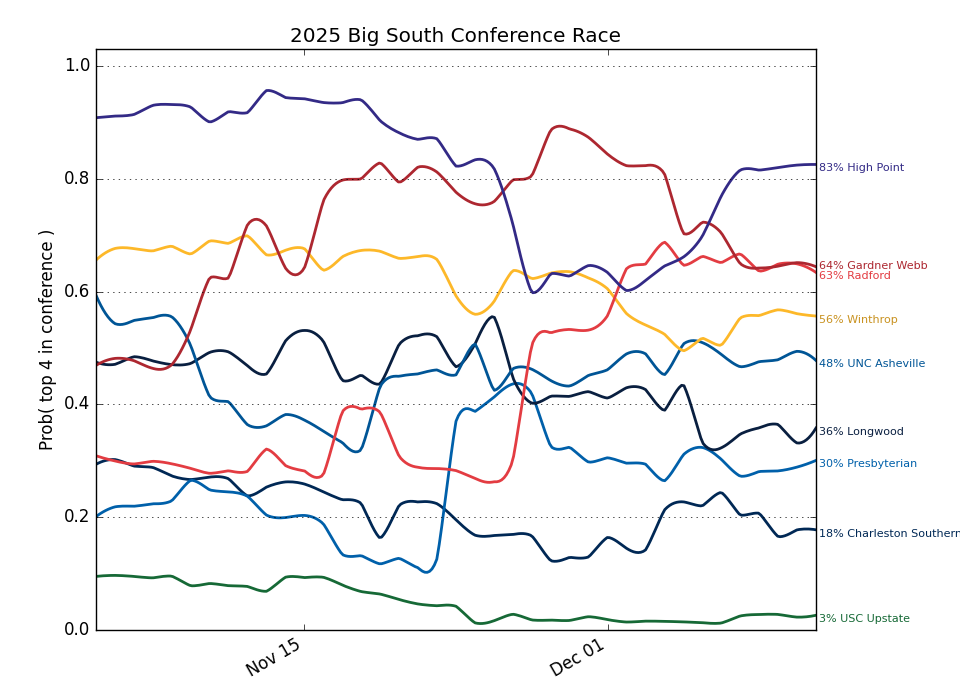 2025 Big South Conference Race
Prob( top 4 in conference )
1.0
0.8
0.6
0.4
0.2
0.0
Nov 15
Dec 01
83% High Point
64% Gardner Webb
63% Radford
56% Winthrop
48% UNC Asheville
36% Longwood
30% Presbyterian
18% Charleston Southern
3% USC Upstate